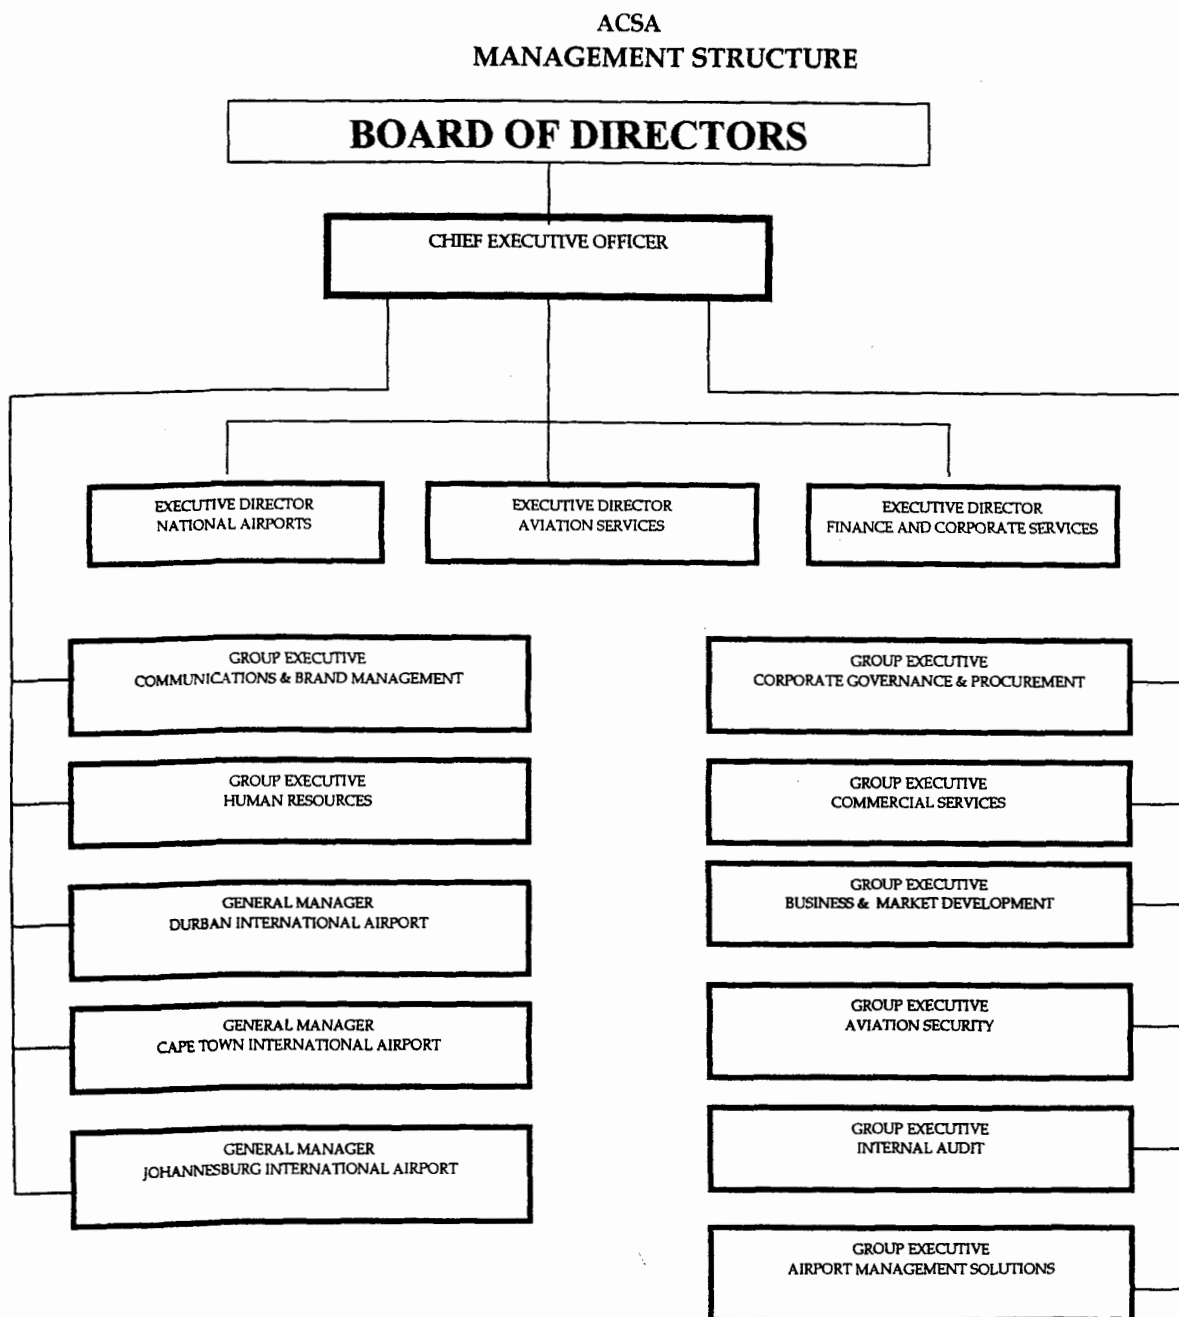 ACSA
MANAGEMENT STRUCTURE
BOARD OF DIRECTORS
CHIEF EXECUTIVE OFFICER
EXECUTIVE DIRECTOR
NATIONAL AIRPORTS
EXECUTIVE DIRECTOR
AVIATION SERVICES
EXECUTIVE DIRECTOR
FINANCE AND CORPORATE SERVICES
GROUP EXECUTIVE
COMMUNICATIONS & BRAND MANAGEMENT
GROUP EXECUTIVE
HUMAN RESOURCES
GENERAL MANAGER
DURBAN INTERNATIONAL AIRPORT
GENERAL MANAGER
CAPE TOWN INTERNATIONAL AIRPORT
GENERAL MANAGER
JOHANNESBURG INTERNATIONAL AIRPORT
GROUP EXECUTIVE
CORPORATE GOVERNANCE & PROCUREMENT
GROUP EXECUTIVE
COMMERCIAL SERVICES
GROUP EXECUTIVE
BUSINESS & MARKET DEVELOPMENT
GROUP EXECUTIVE
AVIATION SECURITY
GROUP EXECUTIVE
INTERNAL AUDIT
GROUP EXECUTIVE
AIRPORT MANAGEMENT SOLUTIONS